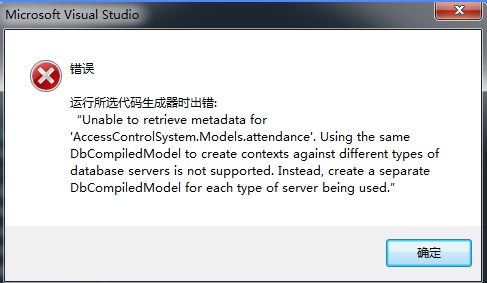 Microsoft Visual Studio
错误
运行所选代码生成器时出错:
“Unable to retrieve metadata for
'AccessControlSystem.Models.attendance'. Using the same
DbCompiledModel to create contexts against different types of
database servers is not supported. Instead, create a separate
DbCompiledModel for each type of server being used.”
确定